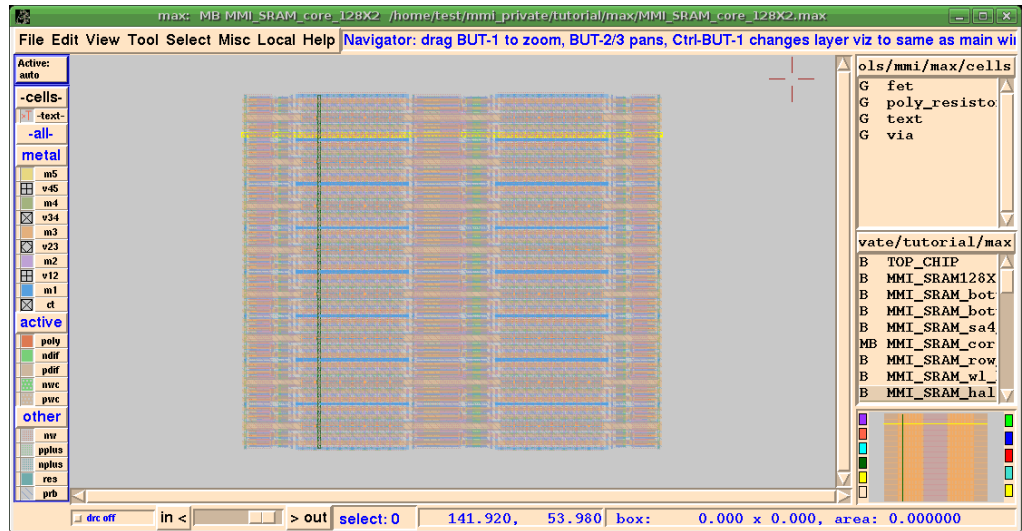 max: MB MMI_SRAM_core_128X2 /home/test/mmi_private/tutorial/max/MMI_SRAM_core_128X2.max
File Edit View Tool Select Misc Local Help
Navigator: drag BUT-1 to zoom, BUT-2/3 pans, Ctrl-BUT-1 changes layer viz to same as main wi
Active:
auto
-cells-
-text-
-all-
metal
m5
v45
m4
v34
m3
v23
m2
v12
m1
ct
active
poly
ndif
pdif
nwc
pwc
other
nw
pplus
nplus
res
prb
ols/mmi/max/cells
G fet
G poly_resisto
G text
G via
vate/tutorial/max
B TOP_CHIP
B MMI_SRAM128X
B MMI_SRAM_bot
B MMI_SRAM_bot
B MMI_SRAM_sa4
MB MMI_SRAM_cor
B MMI_SRAM_row
B MMI_SRAM_wl_
B MMI_SRAM_hal
drc off
in <
> out
select: 0
141.920, 53.980
box: 0.000 x 0.000, area: 0.000000